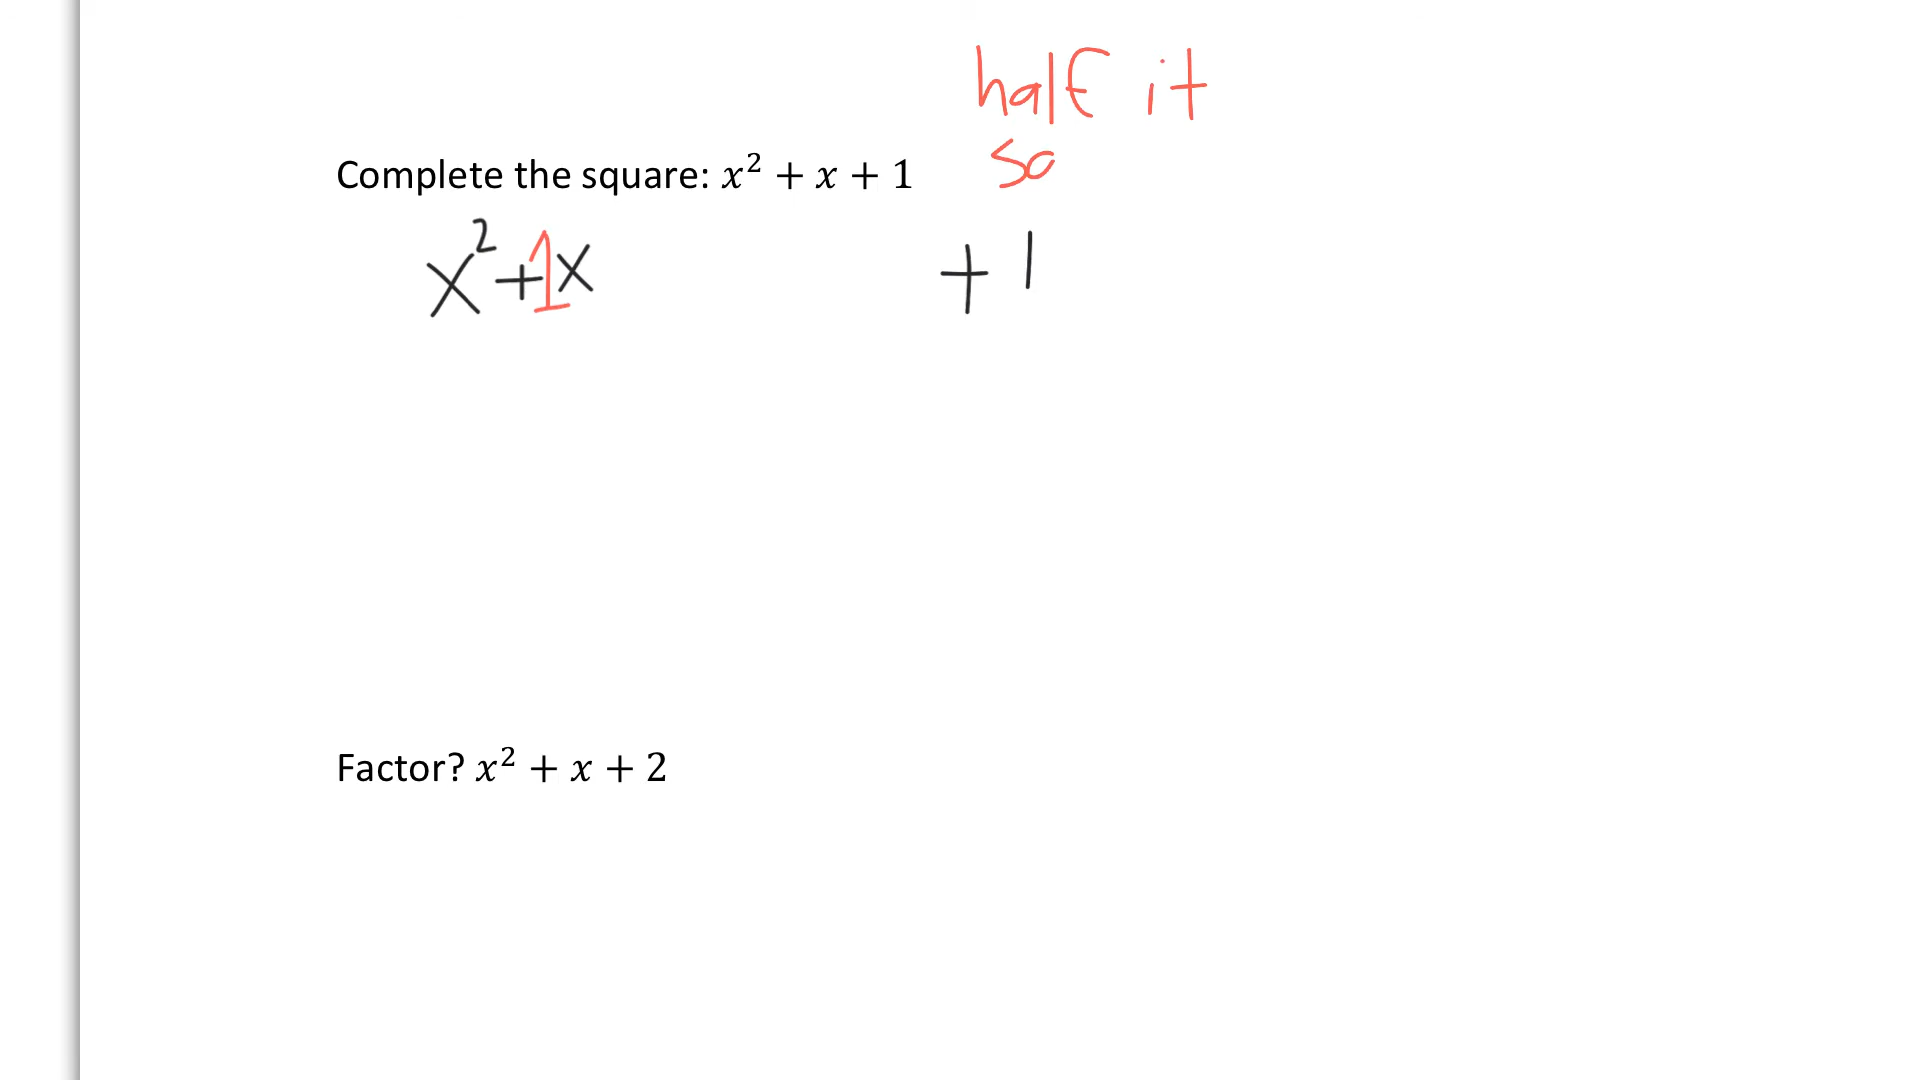 half it
so
Complete the square: x² + x + 1
x² + 1x + 1
Factor? x² + x + 2